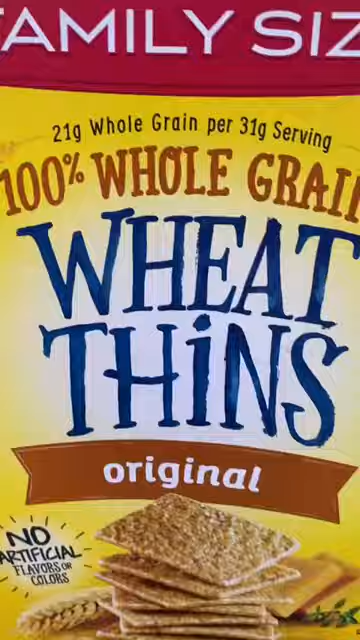 FAMILY SIZ
21g Whole Grain per 31g Serving
100% WHOLE GRAI
WHEAT
THINS
original
NO
ARTIFICIAL
FLAVORS OR
COLORS